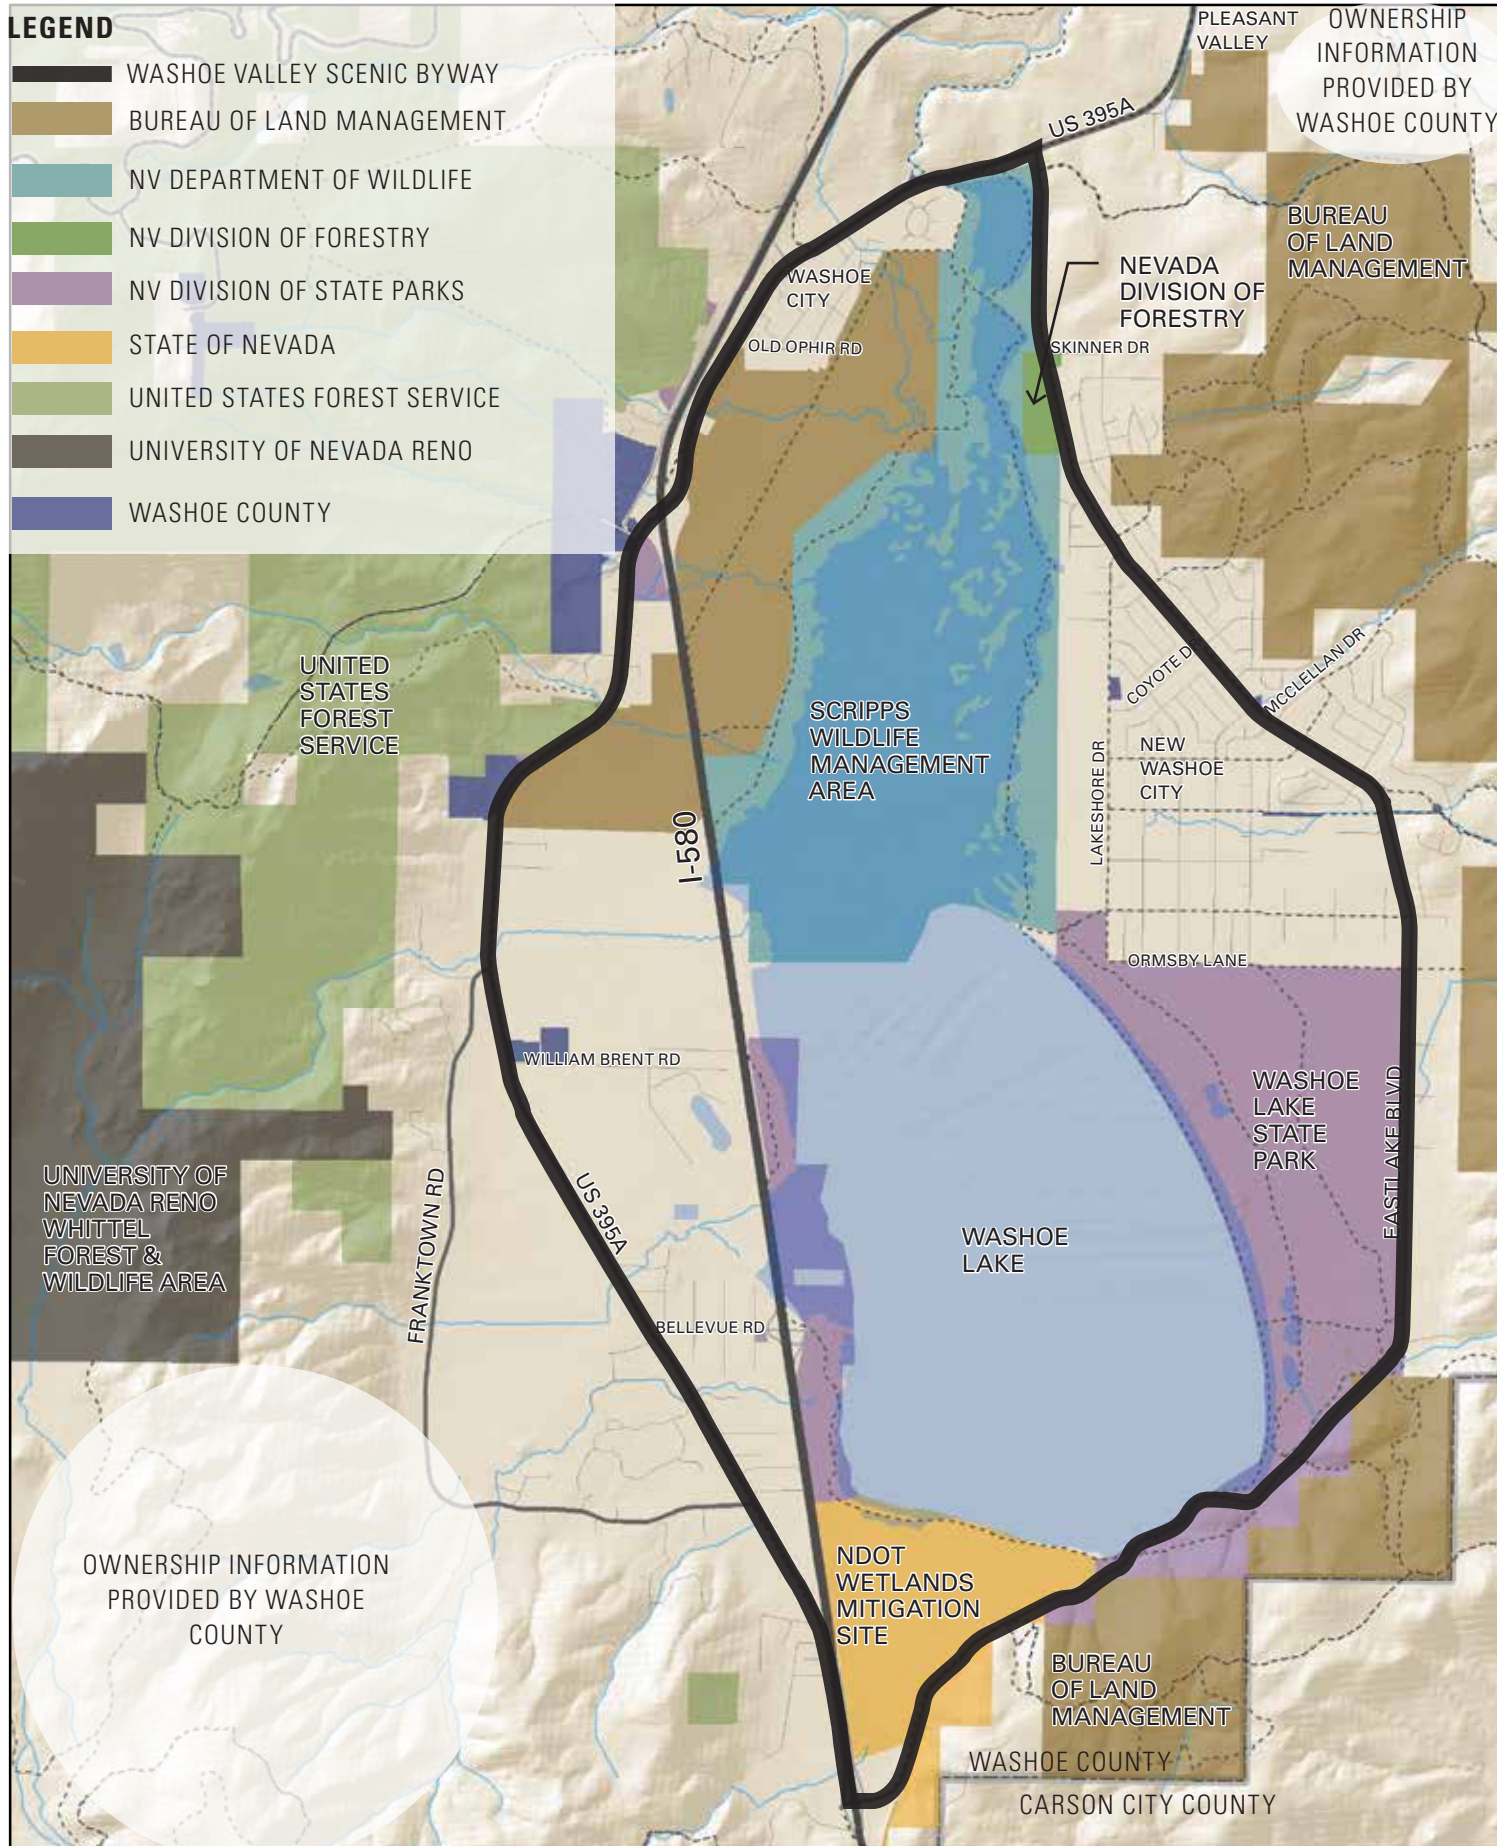 LEGEND
WASHOE VALLEY SCENIC BYWAY
BUREAU OF LAND MANAGEMENT
NV DEPARTMENT OF WILDLIFE
NV DIVISION OF FORESTRY
NV DIVISION OF STATE PARKS
STATE OF NEVADA
UNITED STATES FOREST SERVICE
UNIVERSITY OF NEVADA RENO
WASHOE COUNTY
PLEASANT
VALLEY
OWNERSHIP
INFORMATION
PROVIDED BY
WASHOE COUNTY
US 395A
BUREAU
OF LAND
MANAGEMENT
NEVADA
DIVISION OF
FORESTRY
WASHOE
CITY
OLD OPHIR RD
SKINNER DR
UNITED
STATES
FOREST
SERVICE
SCRIPPS
WILDLIFE
MANAGEMENT
AREA
COYOTE DR
MCCLELLAN DR
LAKESHORE DR
NEW
WASHOE
CITY
I-580
ORMSBY LANE
WILLIAM BRENT RD
WASHOE
LAKE
STATE
PARK
EASTLAKE BLVD
UNIVERSITY OF
NEVADA RENO
WHITTEL
FOREST &
WILDLIFE AREA
FRANKTOWN RD
US 395A
WASHOE
LAKE
BELLEVUE RD
OWNERSHIP INFORMATION
PROVIDED BY WASHOE
COUNTY
NDOT
WETLANDS
MITIGATION
SITE
BUREAU
OF LAND
MANAGEMENT
WASHOE COUNTY
CARSON CITY COUNTY